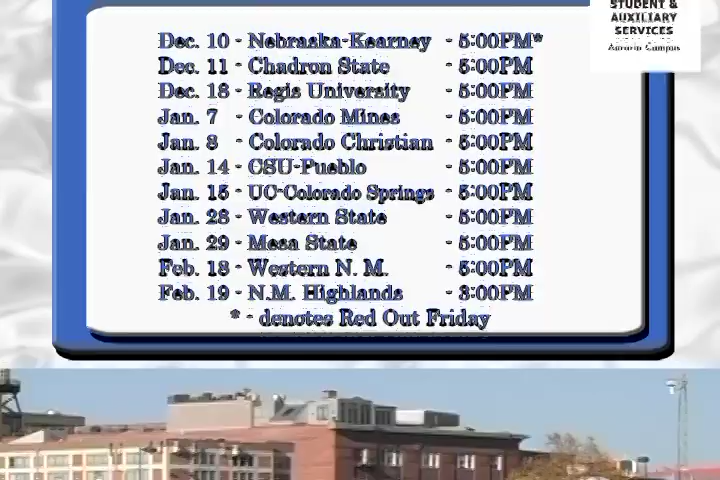 STUDENT &
AUXILIARY
SERVICES
Auraria Campus
Dec. 10 - Nebraska-Kearney - 5:00PM*
Dec. 11 - Chadron State - 5:00PM
Dec. 18 - Regis University - 5:00PM
Jan. 7 - Colorado Mines - 5:00PM
Jan. 8 - Colorado Christian - 5:00PM
Jan. 14 - CSU-Pueblo - 5:00PM
Jan. 15 - UC-Colorado Springs - 5:00PM
Jan. 28 - Western State - 5:00PM
Jan. 29 - Mesa State - 5:00PM
Feb. 18 - Western N. M. - 5:00PM
Feb. 19 - N.M. Highlands - 3:00PM
* - denotes Red Out Friday